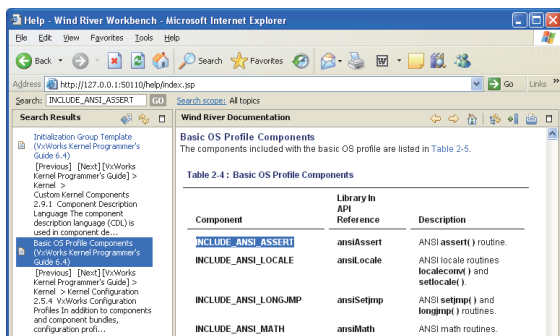 Help - Wind River Workbench - Microsoft Internet Explorer
File Edit View Favorites Tools Help
Back Search Favorites
Address http://127.0.0.1:50110/help/index.jsp Go Links »
Search: INCLUDE_ANSI_ASSERT GO Search scope: All topics
Search Results
Initialization Group Template
(VxWorks Kernel Programmer's
Guide 6.4)
[Previous] [Next] [VxWorks
Kernel Programmer's Guide] >
Kernel >
Custom Kernel Components
2.9.1 Component Description
Language The component
description language (CDL) is
used in component de...
Basic OS Profile Components
(VxWorks Kernel Programmer's
Guide 6.4)
[Previous] [Next] [VxWorks
Kernel Programmer's Guide] >
Kernel > Kernel Configuration
2.5.4 VxWorks Configuration
Profiles In addition to components
and component bundles,
configuration profi...
Wind River Documentation
Basic OS Profile Components
The components included with the basic OS profile are listed in Table 2-5.
Table 2-4 : Basic OS Profile Components
Component Library In API Reference Description
INCLUDE_ANSI_ASSERT ansiAssert ANSI assert( ) routine.
INCLUDE_ANSI_LOCALE ansiLocale ANSI locale routines
localeconv( ) and
setlocale( ).
INCLUDE_ANSI_LONGJMP ansiSetjmp ANSI setjmp( ) and
longjmp( ) routines.
INCLUDE_ANSI_MATH ansiMath ANSI math routines.